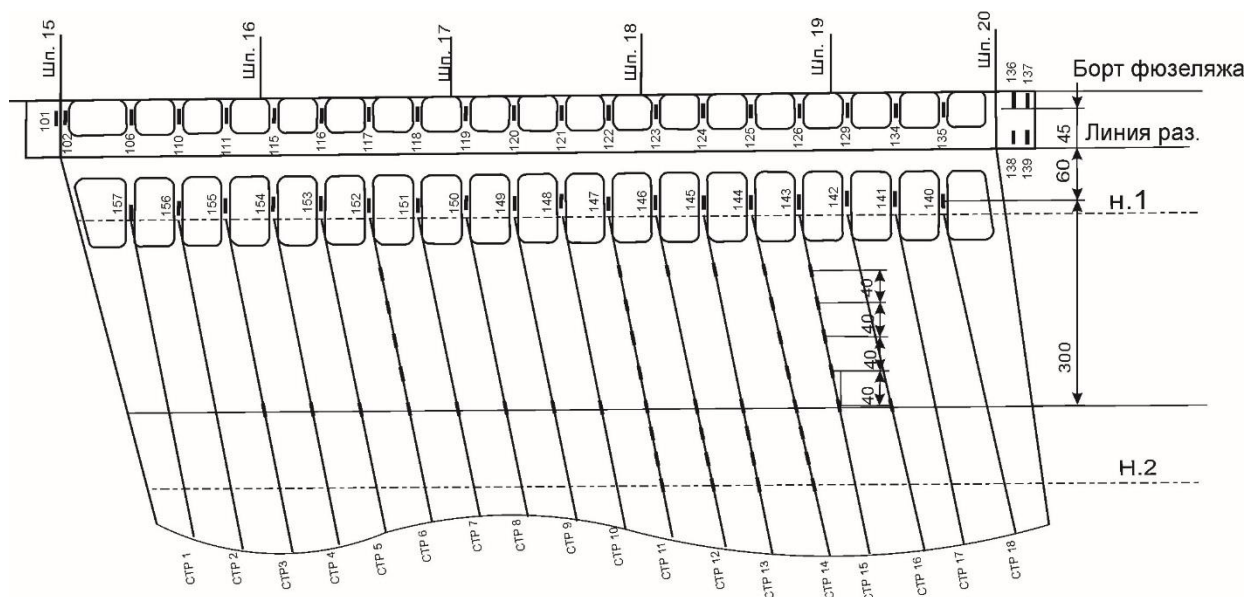 Шп. 15
Шп. 16
Шп. 17
Шп. 18
Шп. 19
Шп. 20
136
137
Борт фюзеляжа
101
102
106
110
111
115
116
117
118
119
120
121
122
123
124
125
126
129
134
135
45
Линия раз.
138
139
60
157
156
155
154
153
152
151
150
149
148
147
146
145
144
143
142
141
140
н.1
40
40
40
40
300
Н.2
СТР 1
СТР 2
СТР3
СТР 4
СТР 5
СТР 6
СТР 7
СТР 8
СТР 9
СТР 10
СТР 11
СТР 12
СТР 13
СТР 14
СТР 15
СТР 16
СТР 17
СТР 18